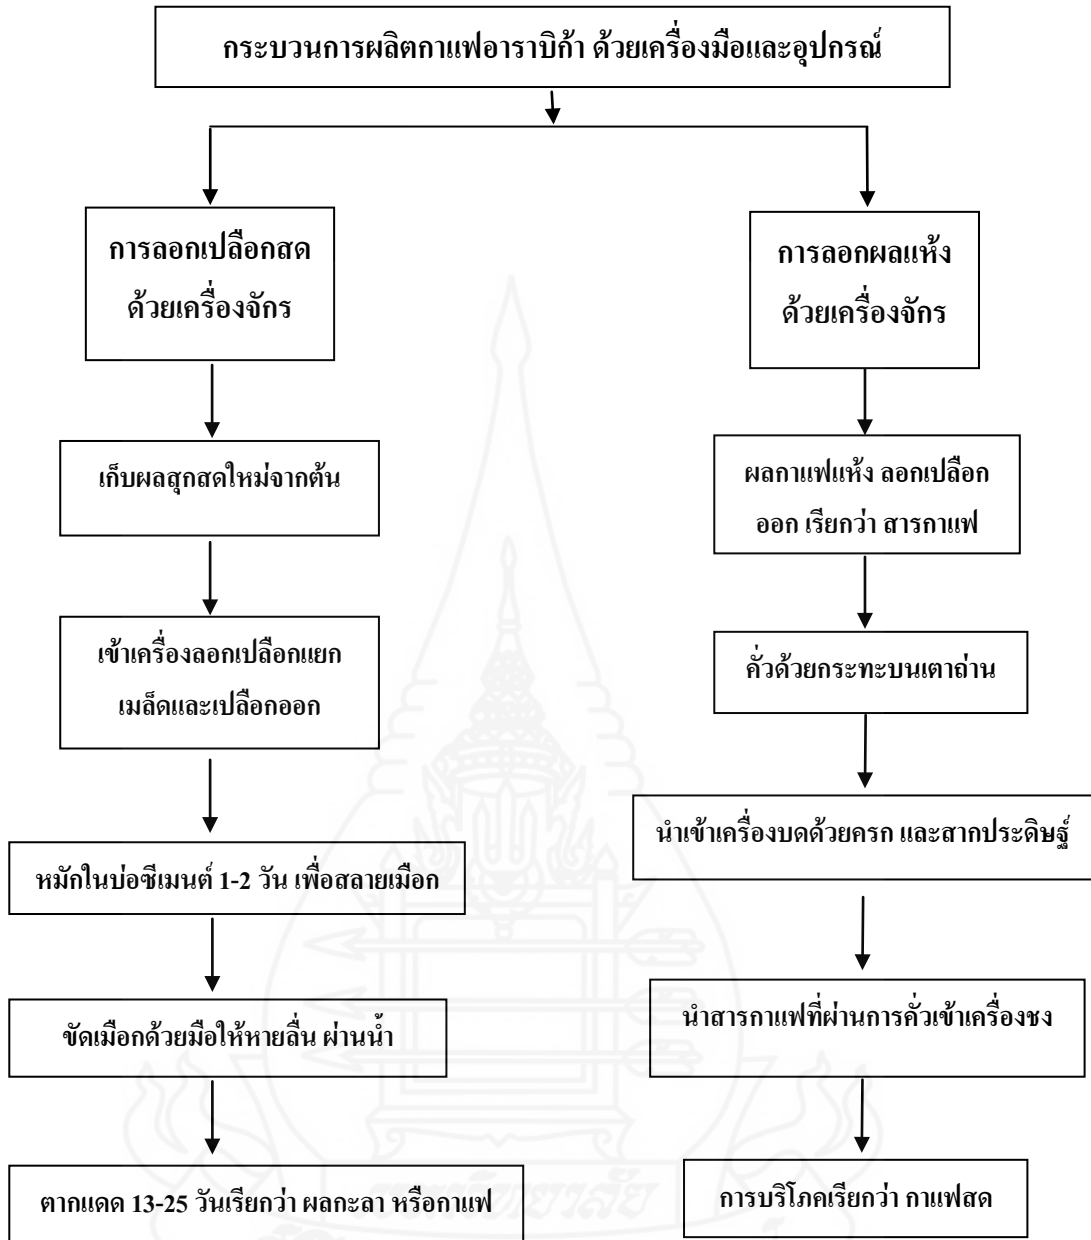 กระบวนการผลิตกาแฟอาราบิก้า ด้วยเครื่องมือและอุปกรณ์
การลอกเปลือกสด
ด้วยเครื่องจักร
เก็บผลสุกสดใหม่จากต้น
เข้าเครื่องลอกเปลือกแยก
เมล็ดและเปลือกออก
หมักในบ่อซีเมนต์ 1-2 วัน เพื่อสลายเมือก
ขัดเมือกด้วยมือให้หายลื่น ผ่านน้ำ
ตากแดด 13-25 วันเรียกว่า ผลกะลา หรือกาแฟ
การลอกผลแห้ง
ด้วยเครื่องจักร
ผลกาแฟแห้ง ลอกเปลือก
ออก เรียกว่า สารกาแฟ
คั่วด้วยกระทะบนเตาถ่าน
นำเข้าเครื่องบดด้วยครก และสากประดิษฐ์
นำสารกาแฟที่ผ่านการคั่วเข้าเครื่องชง
การบริโภคเรียกว่า กาแฟสด